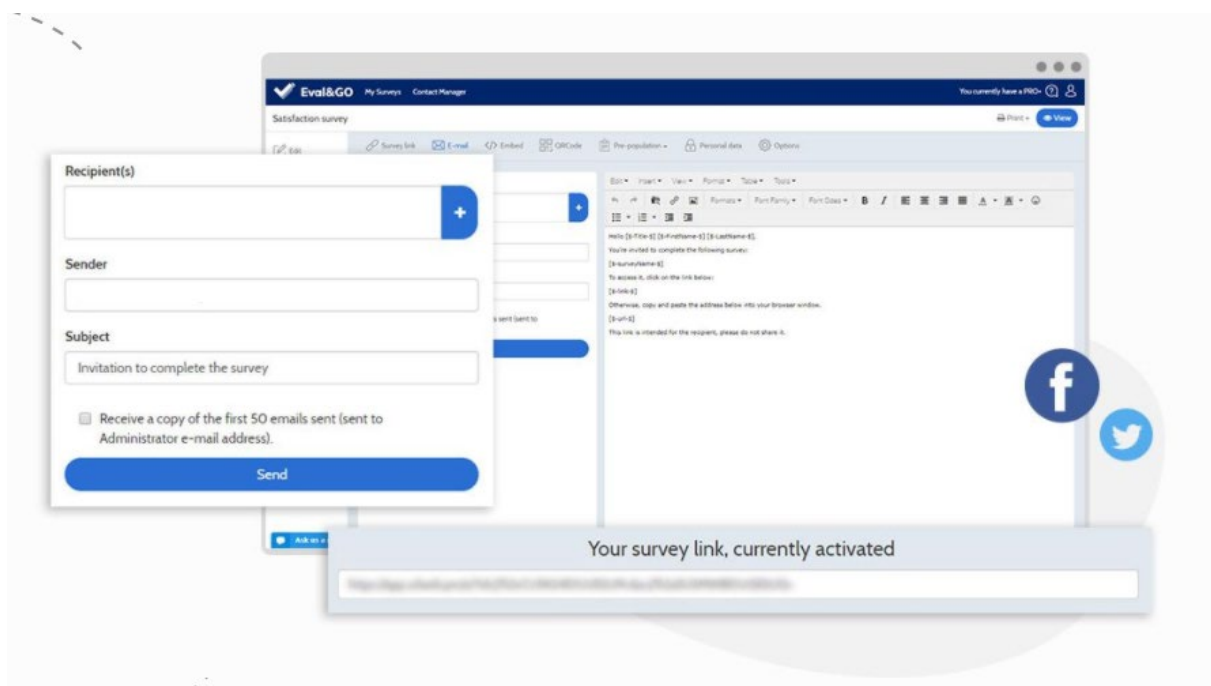 Eval&GO My Surveys Contact Manager You currently have a PRO+
Satisfaction survey Print View
Edit Survey link E-mail Embed QRCode Pre-population Personal data Options
Recipient(s)
+
Sender
Subject
Invitation to complete the survey
Receive a copy of the first 50 emails sent (sent to
Administrator e-mail address).
Send
+
s sent (sent to
Edit Insert View Format Table Tools
Formats Font Family Font Sizes B I A A
Hello [$-Title-$] [$-FirstName-$] [$-LastName-$],
You're invited to complete the following survey:
[$-surveyName-$]
To access it, click on the link below:
[$-link-$]
Otherwise, copy and paste the address below into your browser window.
[$-url-$]
This link is intended for the recipient, please do not share it.
f
Ask us a
Your survey link, currently activated